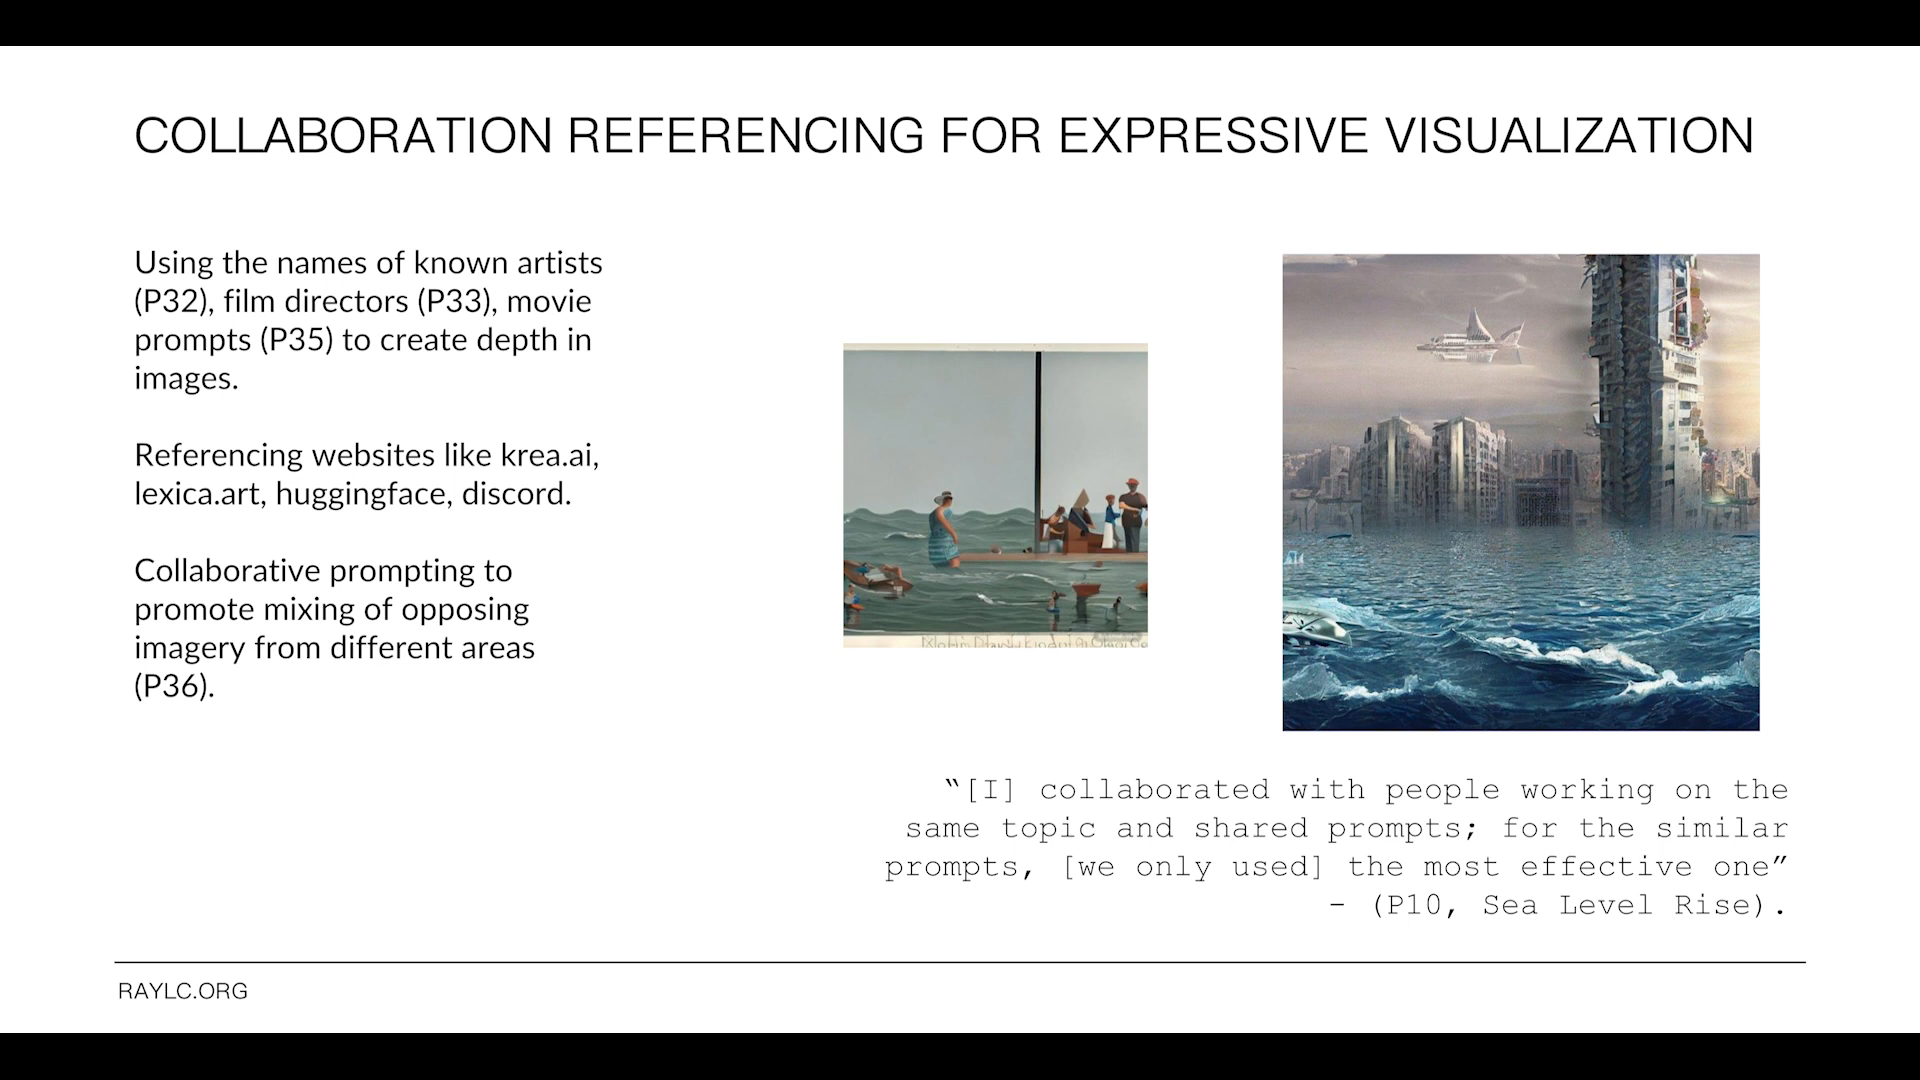 COLLABORATION REFERENCING FOR EXPRESSIVE VISUALIZATION
Using the names of known artists
(P32), film directors (P33), movie
prompts (P35) to create depth in
images.
Referencing websites like krea.ai,
lexica.art, huggingface, discord.
Collaborative prompting to
promote mixing of opposing
imagery from different areas
(P36).
“[I] collaborated with people working on the
same topic and shared prompts; for the similar
prompts, [we only used] the most effective one”
- (P10, Sea Level Rise).
RAYLC.ORG